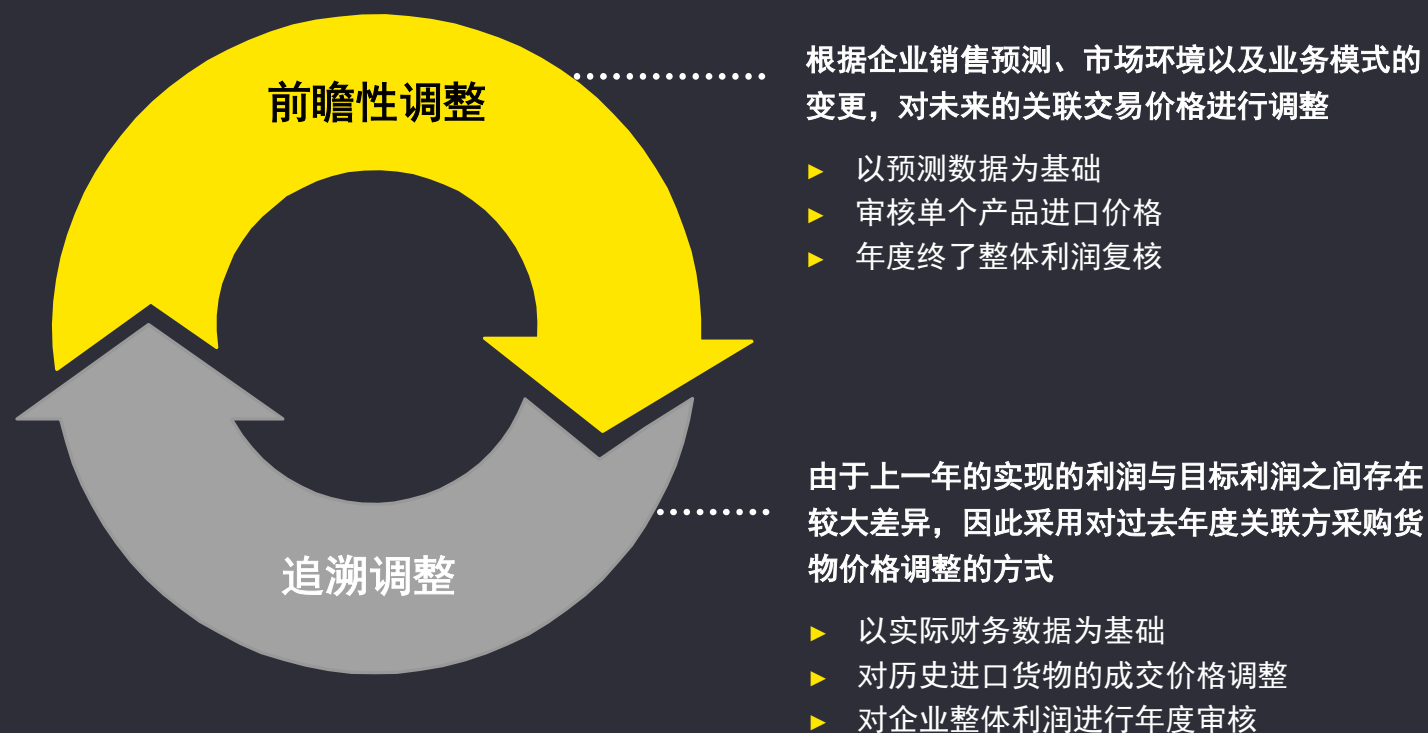 前瞻性调整
根据企业销售预测、市场环境以及业务模式的
变更，对未来的关联交易价格进行调整
► 以预测数据为基础
► 审核单个产品进口价格
► 年度终了整体利润复核
追溯调整
由于上一年的实现的利润与目标利润之间存在
较大差异，因此采用对过去年度关联方采购货
物价格调整的方式
► 以实际财务数据为基础
► 对历史进口货物的成交价格调整
► 对企业整体利润进行年度审核